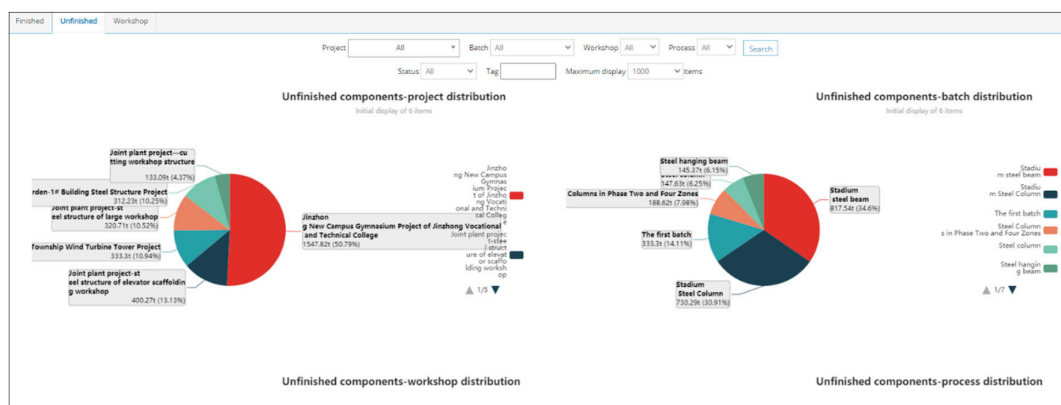 Finished Unfinished Workshop
Project All Batch All Workshop All Process All Search
Status All Tag Maximum display 1000 items
Unfinished components-project distribution
Initial display of 6 items
Joint plant project---cu
tting workshop structure
133.09t (4.37%)
rden-1# Building Steel Structure Project
312.23t (10.25%)
Joint plant project-st
eel structure of large workshop
320.71t (10.52%)
Township Wind Turbine Tower Project
333.3t (10.94%)
Joint plant project-st
eel structure of elevator scaffoldin
g workshop
400.27t (13.13%)
Jinzhon
g New Campus Gymnasium Project of Jinzhong Vocational
and Technical College
1547.82t (50.79%)
Jinzho
ng New Campus
Gymnas
ium Projec
t of Jinzho
ng Vocati
onal and Techni
cal Colleg
e
Joint plant projec
t-stee
l struct
ure of elevat
or scaffo
lding worksh
op
1/5
Unfinished components-batch distribution
Initial display of 6 items
Steel hanging beam
145.37t (6.15%)
Steel column
147.63t (6.25%)
Columns in Phase Two and Four Zones
188.62t (7.98%)
The first batch
333.3t (14.11%)
Stadium
Steel Column
730.29t (30.91%)
Stadium
steel beam
817.54t (34.6%)
Stadiu
m steel beam
Stadiu
m Steel Column
The first batch
Steel Column
s in Phase Two and Four Zones
Steel column
Steel hangin
g beam
1/7
Unfinished components-workshop distribution
Unfinished components-process distribution